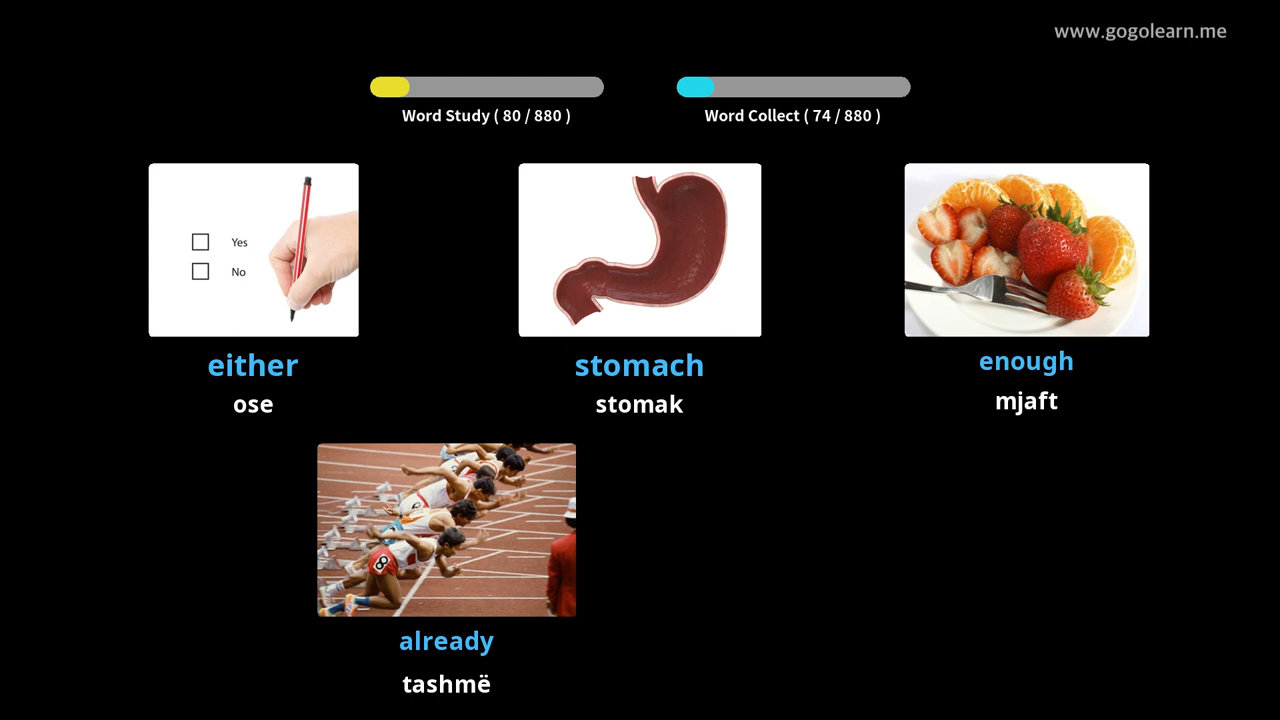 www.gogolearn.me
Word Study ( 80 / 880 )
Word Collect ( 74 / 880 )
Yes
No
either
ose
stomach
stomak
enough
mjaft
8
already
tashmë